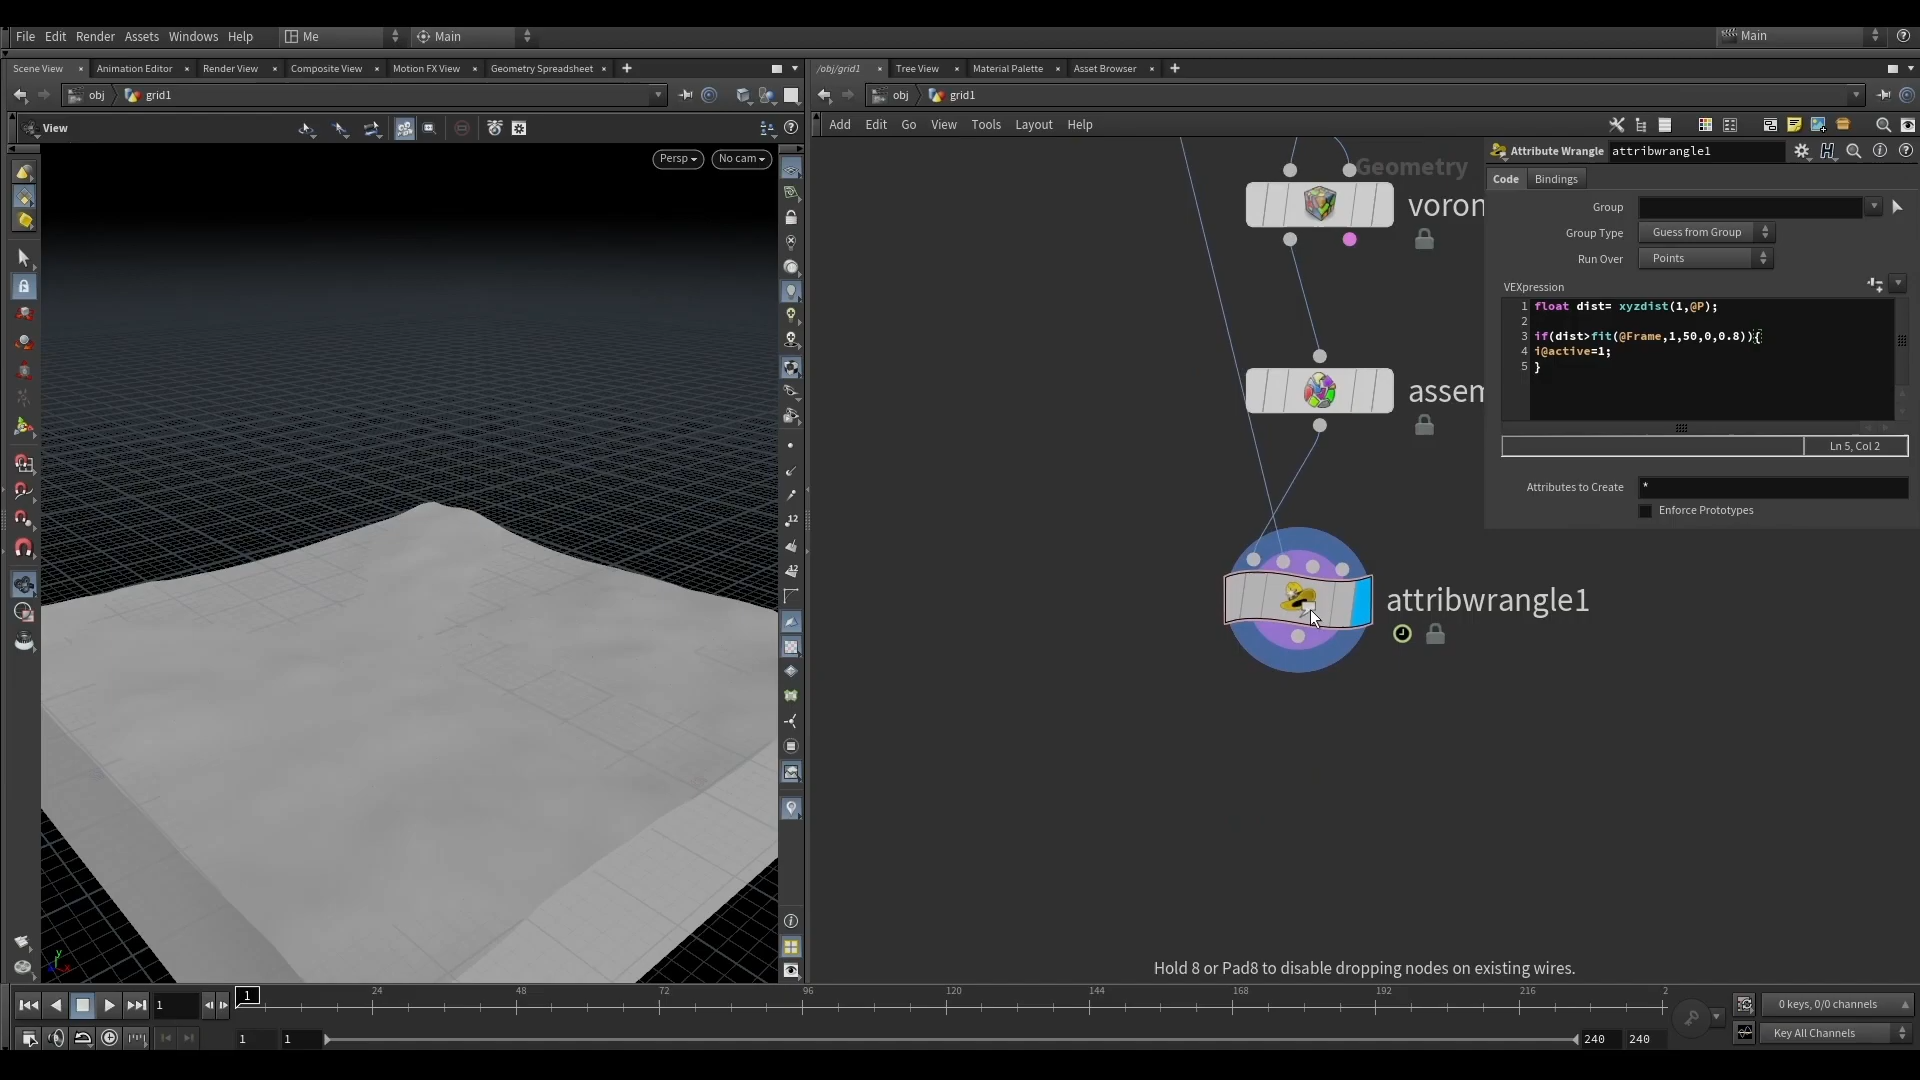 File Edit Render Assets Windows Help Me Main Main
Scene View Animation Editor Render View Composite View Motion FX View Geometry Spreadsheet
/obj/grid1 Tree View Material Palette Asset Browser
obj grid1
obj grid1
View
Persp No cam
Add Edit Go View Tools Layout Help
Geometry
voron
assem
attribwrangle1
Attribute Wrangle attribwrangle1
Code Bindings
Group
Group Type Guess from Group
Run Over Points
VEXpression
1 float dist= xyzdist(1,@P);
2
3 if(dist>fit(@Frame,1,50,0,0.8)){
4 i@active=1;
5 }
Ln 5, Col 2
Attributes to Create *
Enforce Prototypes
12
12
y
x
Hold 8 or Pad8 to disable dropping nodes on existing wires.
1 1 24 48 72 96 120 144 168 192 216 2
0 keys, 0/0 channels
1 1 240 240
Key All Channels